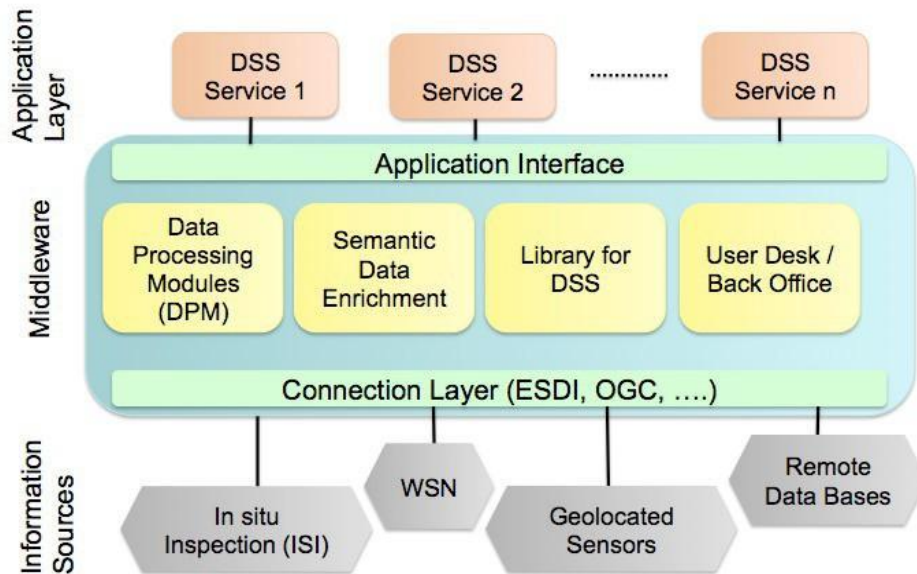 Application
Layer
DSS
Service 1
DSS
Service 2
DSS
Service n
Application Interface
Middleware
Data
Processing
Modules
(DPM)
Semantic
Data
Enrichment
Library for
DSS
User Desk /
Back Office
Connection Layer (ESDI, OGC, ....)
Information
Sources
In situ
Inspection (ISI)
WSN
Geolocated
Sensors
Remote
Data Bases